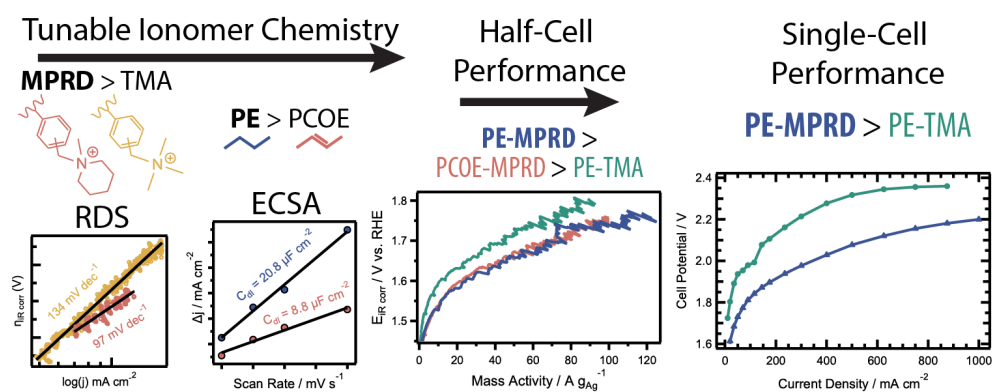 Tunable Ionomer Chemistry
MPRD > TMA
N
⊕
N
⊕
PE > PCOE
RDS
η_IR corr (V)
134 mV dec⁻¹
97 mV dec⁻¹
log(j) mA cm⁻²
ECSA
Δj / mA cm⁻²
C_dl = 20.8 µF cm⁻²
C_dl = 8.8 µF cm⁻²
Scan Rate / mV s⁻¹
Half-Cell
Performance
PE-MPRD >
PCOE-MPRD > PE-TMA
E_IR corr / V vs. RHE
1.8
1.7
1.6
1.5
0 20 40 60 80 100 120
Mass Activity / A g_Ag⁻¹
Single-Cell
Performance
PE-MPRD > PE-TMA
Cell Potential / V
2.4
2.2
2.0
1.8
1.6
0 200 400 600 800 1000
Current Density / mA cm⁻²